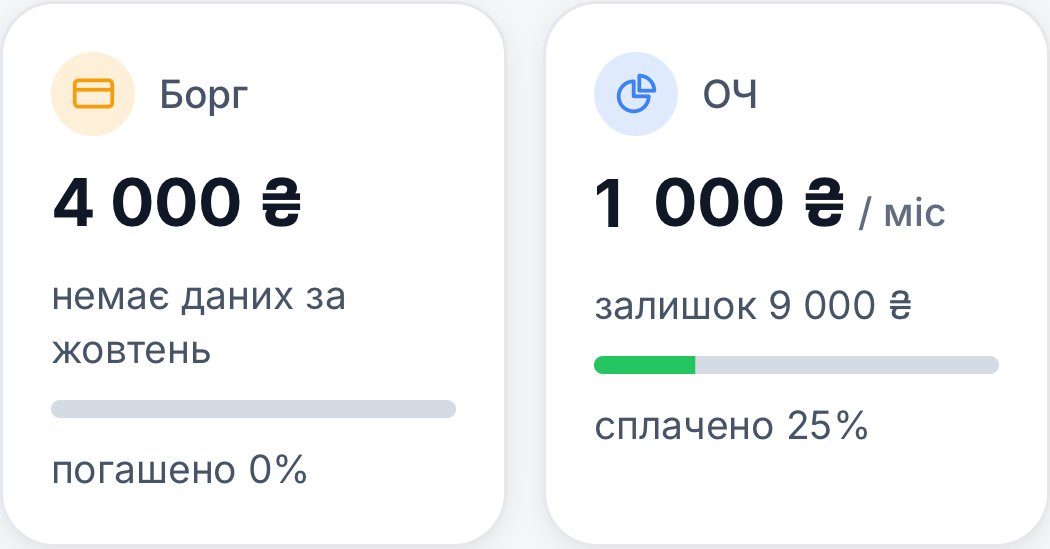 Борг
4 000 ₴
немає даних за
жовтень
погашено 0%
ОЧ
1 000 ₴ / міс
залишок 9 000 ₴
сплачено 25%